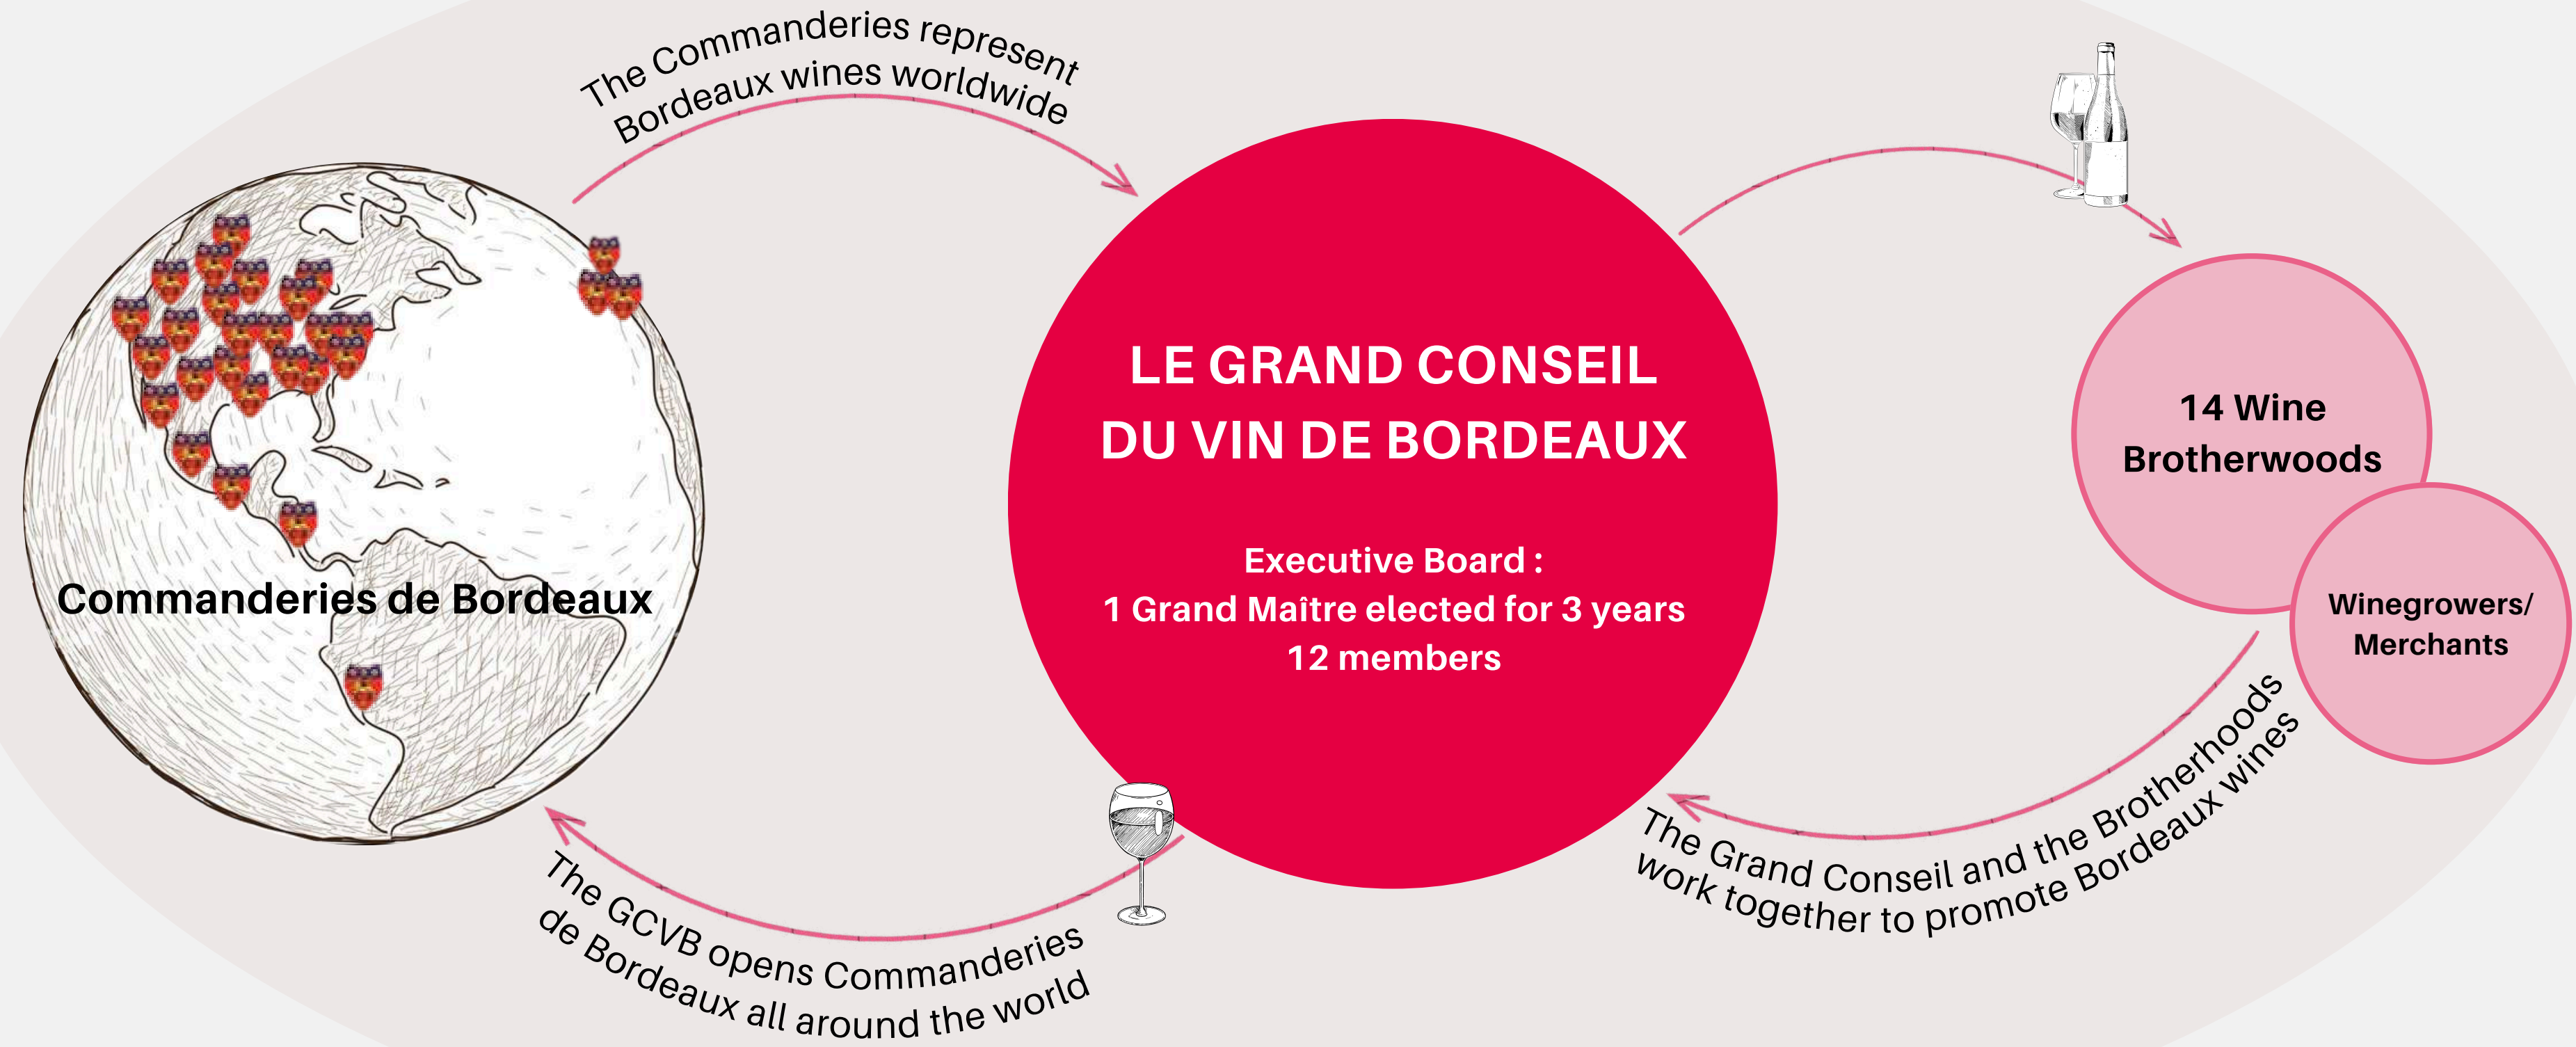 The Commanderies represent
Bordeaux wines worldwide
Commanderies de Bordeaux
The GCVB opens Commanderies
de Bordeaux all around the world
LE GRAND CONSEIL
DU VIN DE BORDEAUX
Executive Board :
1 Grand Maître elected for 3 years
12 members
14 Wine
Brotherwoods
Winegrowers/
Merchants
The Grand Conseil and the Brotherhoods
work together to promote Bordeaux wines